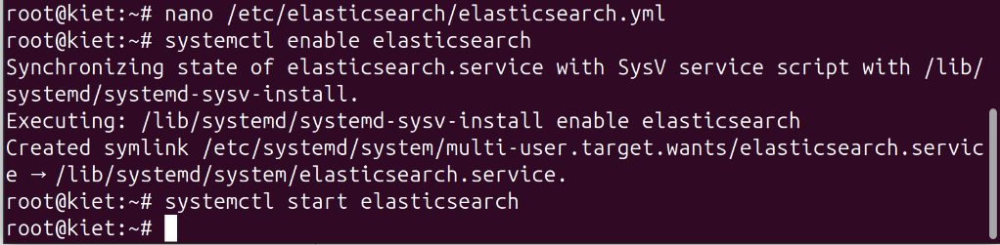 root@kiet:~# nano /etc/elasticsearch/elasticsearch.yml
root@kiet:~# systemctl enable elasticsearch
Synchronizing state of elasticsearch.service with SysV service script with /lib/
systemd/systemd-sysv-install.
Executing: /lib/systemd/systemd-sysv-install enable elasticsearch
Created symlink /etc/systemd/system/multi-user.target.wants/elasticsearch.servic
e → /lib/systemd/system/elasticsearch.service.
root@kiet:~# systemctl start elasticsearch
root@kiet:~#